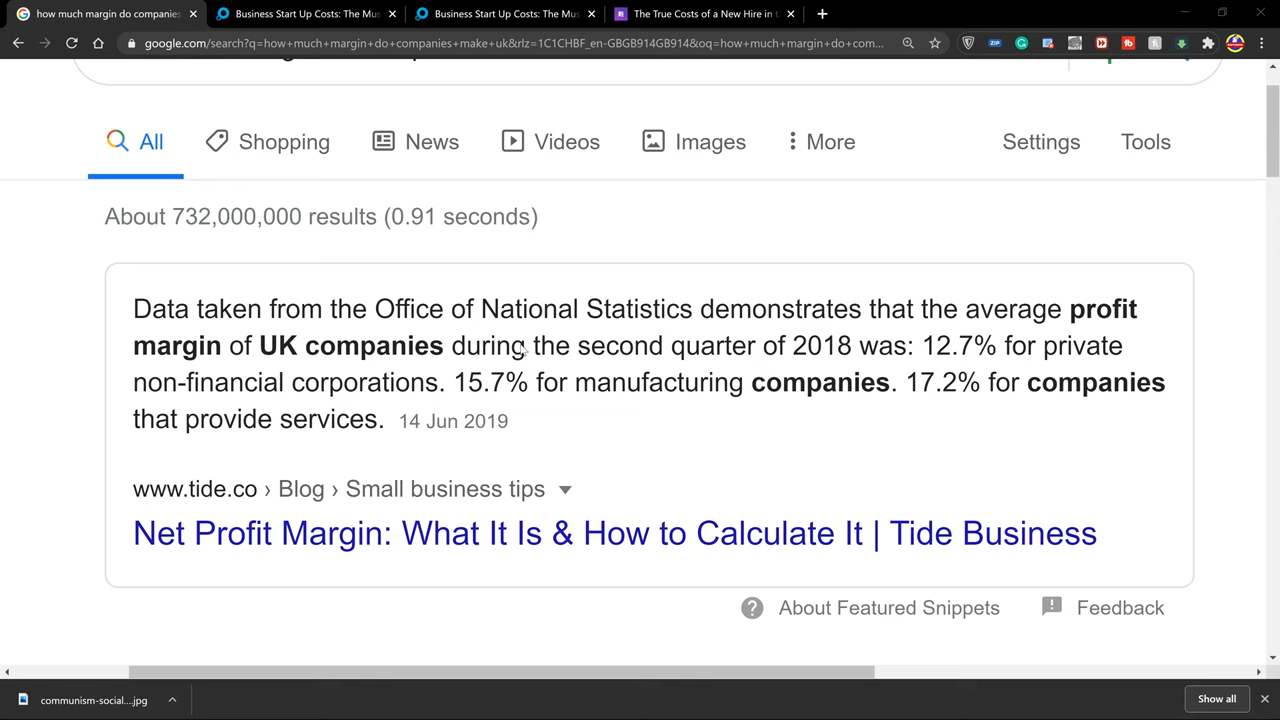 how much margin do companies
Business Start Up Costs: The Mus
Business Start Up Costs: The Mus
The True Costs of a New Hire in t
google.com/search?q=how+much+margin+do+companies+make+uk&rlz=1C1CHBF_en-GBGB914GB914&oq=how+much+margin+do+com...
ZIP
All
Shopping
News
Videos
Images
More
Settings
Tools
About 732,000,000 results (0.91 seconds)
Data taken from the Office of National Statistics demonstrates that the average profit
margin of UK companies during the second quarter of 2018 was: 12.7% for private
non-financial corporations. 15.7% for manufacturing companies. 17.2% for companies
that provide services. 14 Jun 2019
www.tide.co › Blog › Small business tips
Net Profit Margin: What It Is & How to Calculate It | Tide Business
About Featured Snippets
Feedback
communism-social....jpg
Show all